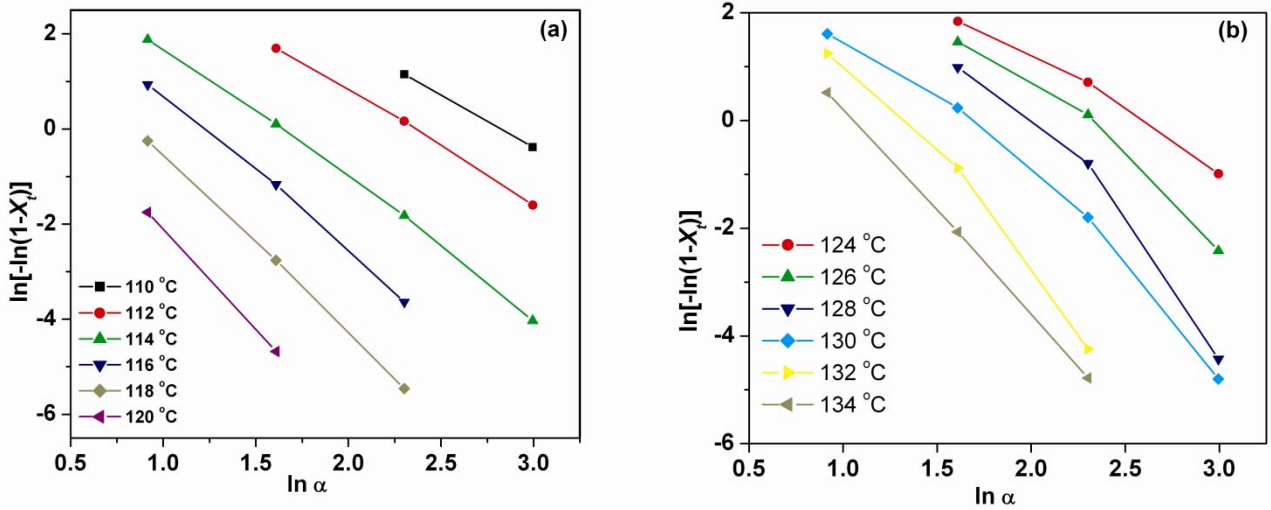 (a)
2
0
-2
-4
-6
ln[-ln(1-Xt)]
110 °C
112 °C
114 °C
116 °C
118 °C
120 °C
0.5 1.0 1.5 2.0 2.5 3.0
ln α
(b)
2
0
-2
-4
-6
ln[-ln(1-Xt)]
124 °C
126 °C
128 °C
130 °C
132 °C
134 °C
0.5 1.0 1.5 2.0 2.5 3.0
ln α